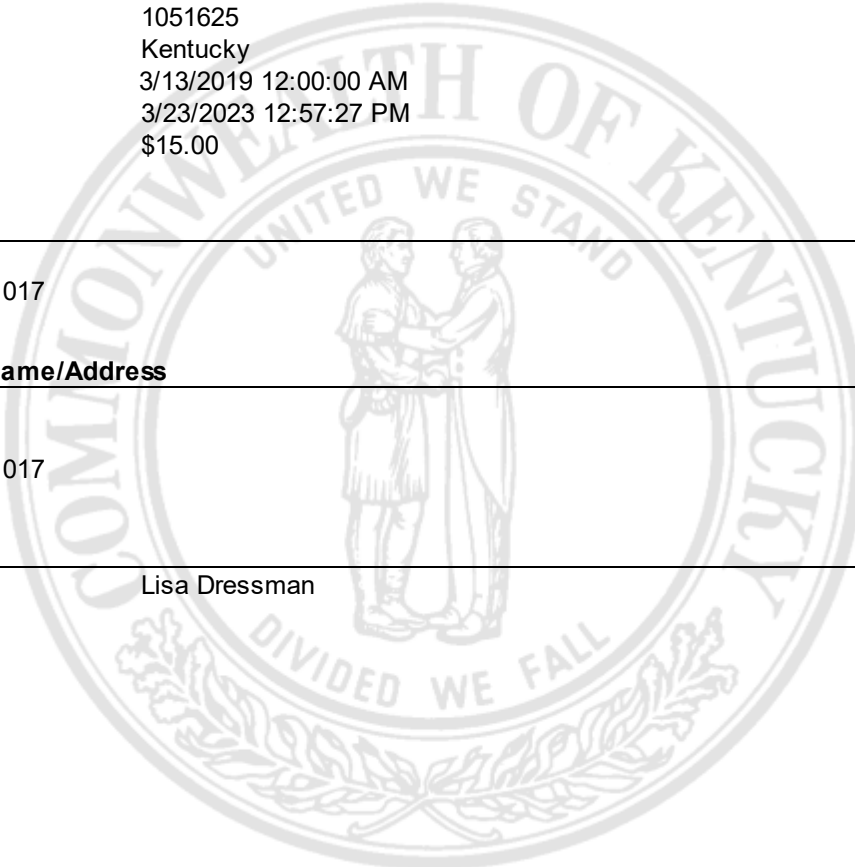 1051625
Kentucky
3/13/2019 12:00:00 AM
3/23/2023 12:57:27 PM
$15.00
017
ame/Address
017
Lisa Dressman
COMMONWEALTH OF KENTUCKY
UNITED WE STAND
DIVIDED WE FALL